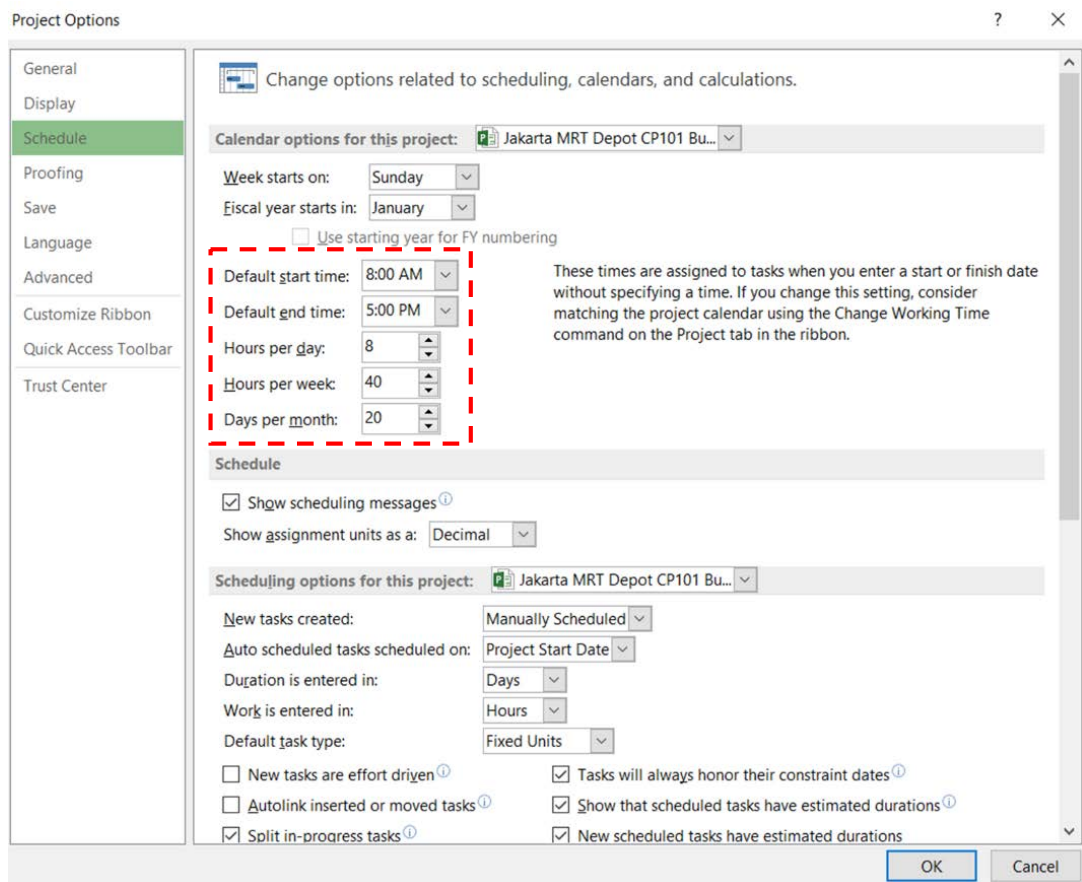 Project Options
?
General
Display
Schedule
Proofing
Save
Language
Advanced
Customize Ribbon
Quick Access Toolbar
Trust Center
Change options related to scheduling, calendars, and calculations.
Calendar options for this project: Jakarta MRT Depot CP101 Bu...
Week starts on: Sunday
Fiscal year starts in: January
Use starting year for FY numbering
Default start time: 8:00 AM
Default end time: 5:00 PM
Hours per day: 8
Hours per week: 40
Days per month: 20
These times are assigned to tasks when you enter a start or finish date
without specifying a time. If you change this setting, consider
matching the project calendar using the Change Working Time
command on the Project tab in the ribbon.
Schedule
Show scheduling messages
Show assignment units as a: Decimal
Scheduling options for this project: Jakarta MRT Depot CP101 Bu...
New tasks created: Manually Scheduled
Auto scheduled tasks scheduled on: Project Start Date
Duration is entered in: Days
Work is entered in: Hours
Default task type: Fixed Units
New tasks are effort driven
Tasks will always honor their constraint dates
Autolink inserted or moved tasks
Show that scheduled tasks have estimated durations
Split in-progress tasks
New scheduled tasks have estimated durations
OK
Cancel